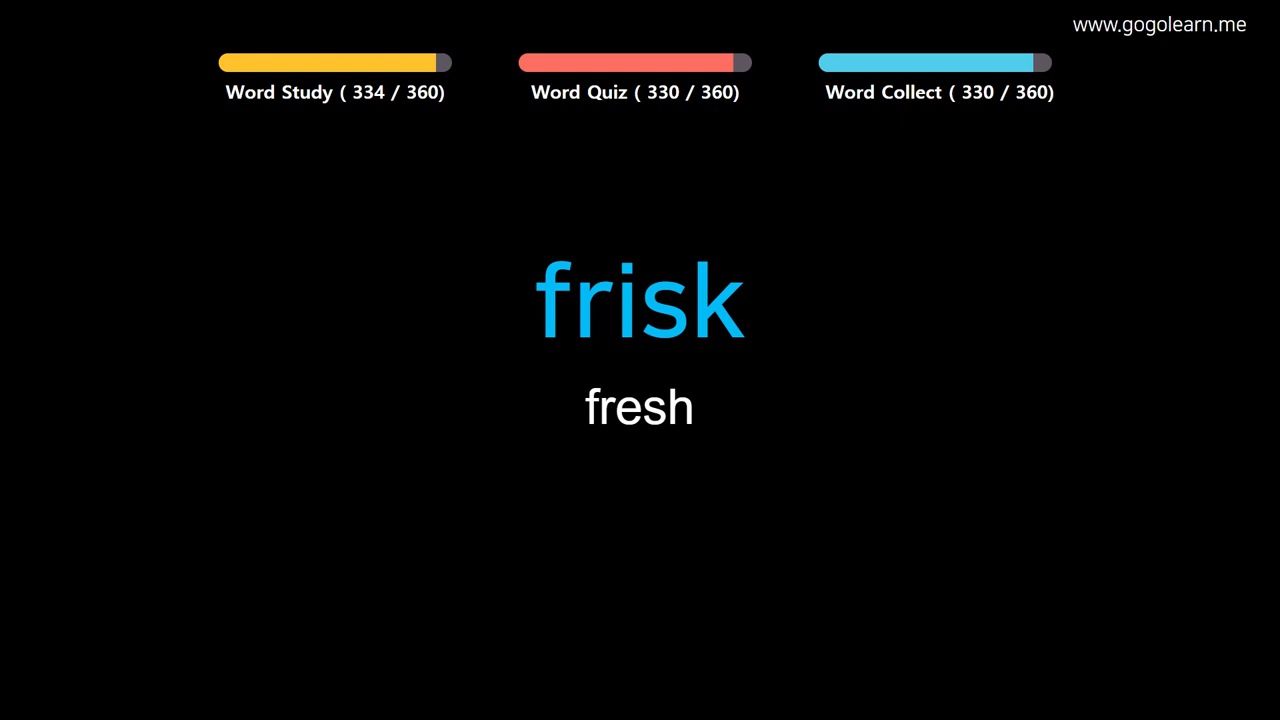 www.gogolearn.me
Word Study ( 334 / 360)
Word Quiz ( 330 / 360)
Word Collect ( 330 / 360)
frisk
fresh